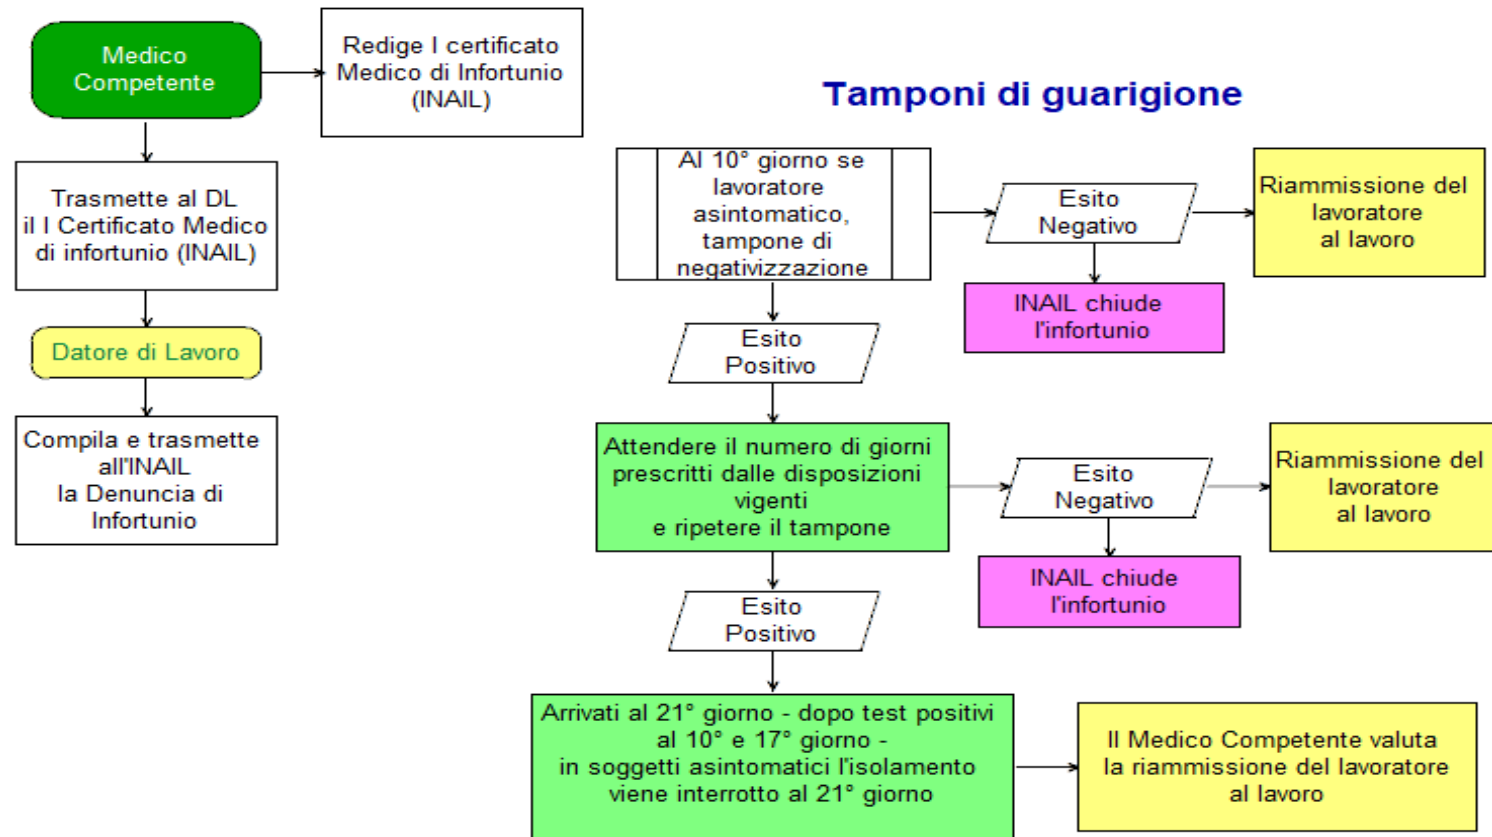 Medico
Competente
Redige I certificato
Medico di Infortunio
(INAIL)
Trasmette al DL
il I Certificato Medico
di infortunio (INAIL)
Datore di Lavoro
Compila e trasmette
all'INAIL
la Denuncia di
Infortunio
Tamponi di guarigione
Al 10° giorno se
lavoratore
asintomatico,
tampone di
negativizzazione
Esito
Negativo
Riammissione del
lavoratore
al lavoro
INAIL chiude
l'infortunio
Esito
Positivo
Attendere il numero di giorni
prescritti dalle disposizioni
vigenti
e ripetere il tampone
Esito
Negativo
Riammissione del
lavoratore
al lavoro
INAIL chiude
l'infortunio
Esito
Positivo
Arrivati al 21° giorno - dopo test positivi
al 10° e 17° giorno -
in soggetti asintomatici l'isolamento
viene interrotto al 21° giorno
Il Medico Competente valuta
la riammissione del lavoratore
al lavoro